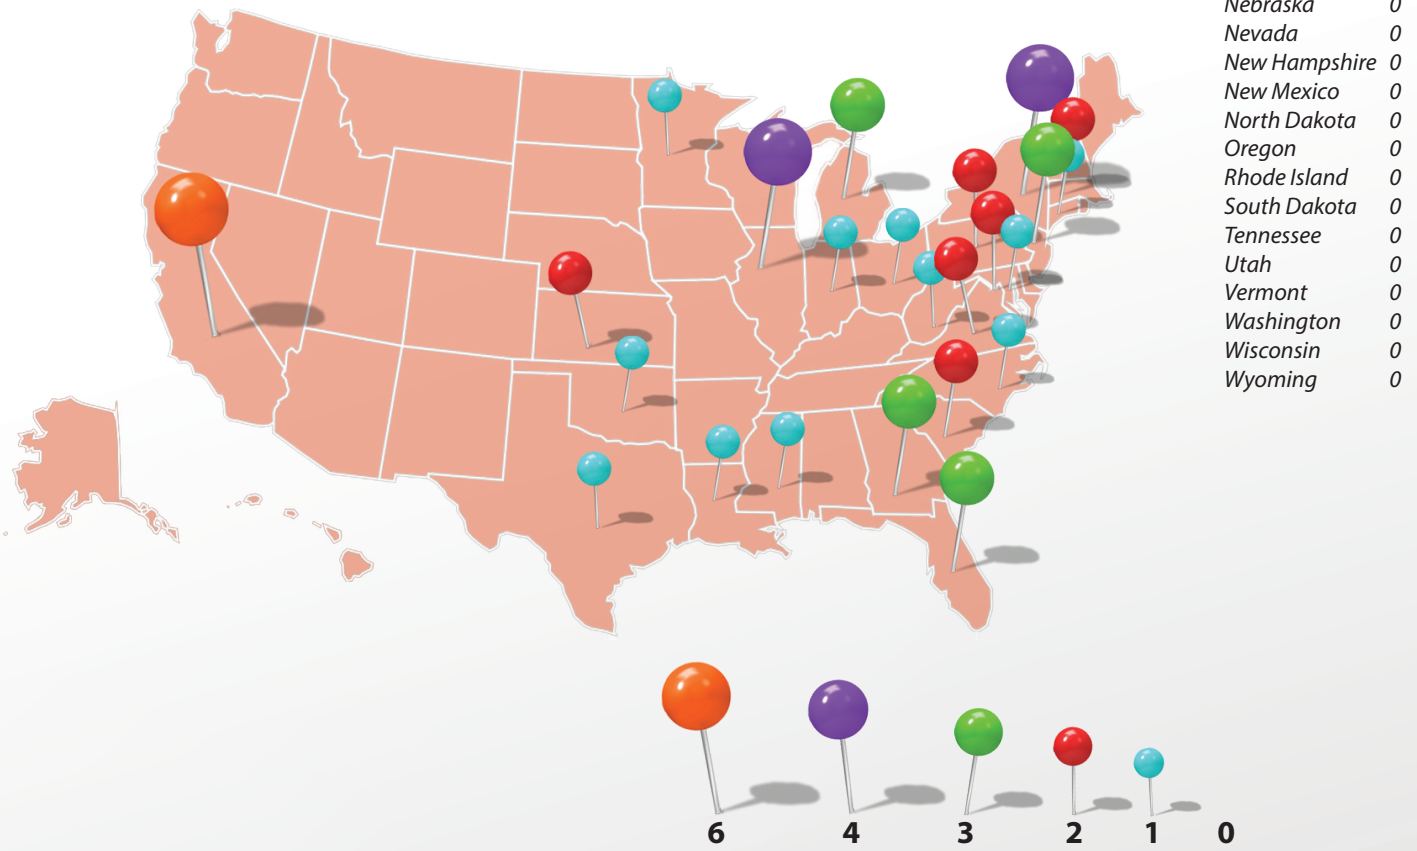 Nebraska 0
Nevada 0
New Hampshire 0
New Mexico 0
North Dakota 0
Oregon 0
Rhode Island 0
South Dakota 0
Tennessee 0
Utah 0
Vermont 0
Washington 0
Wisconsin 0
Wyoming 0
6 4 3 2 1 0